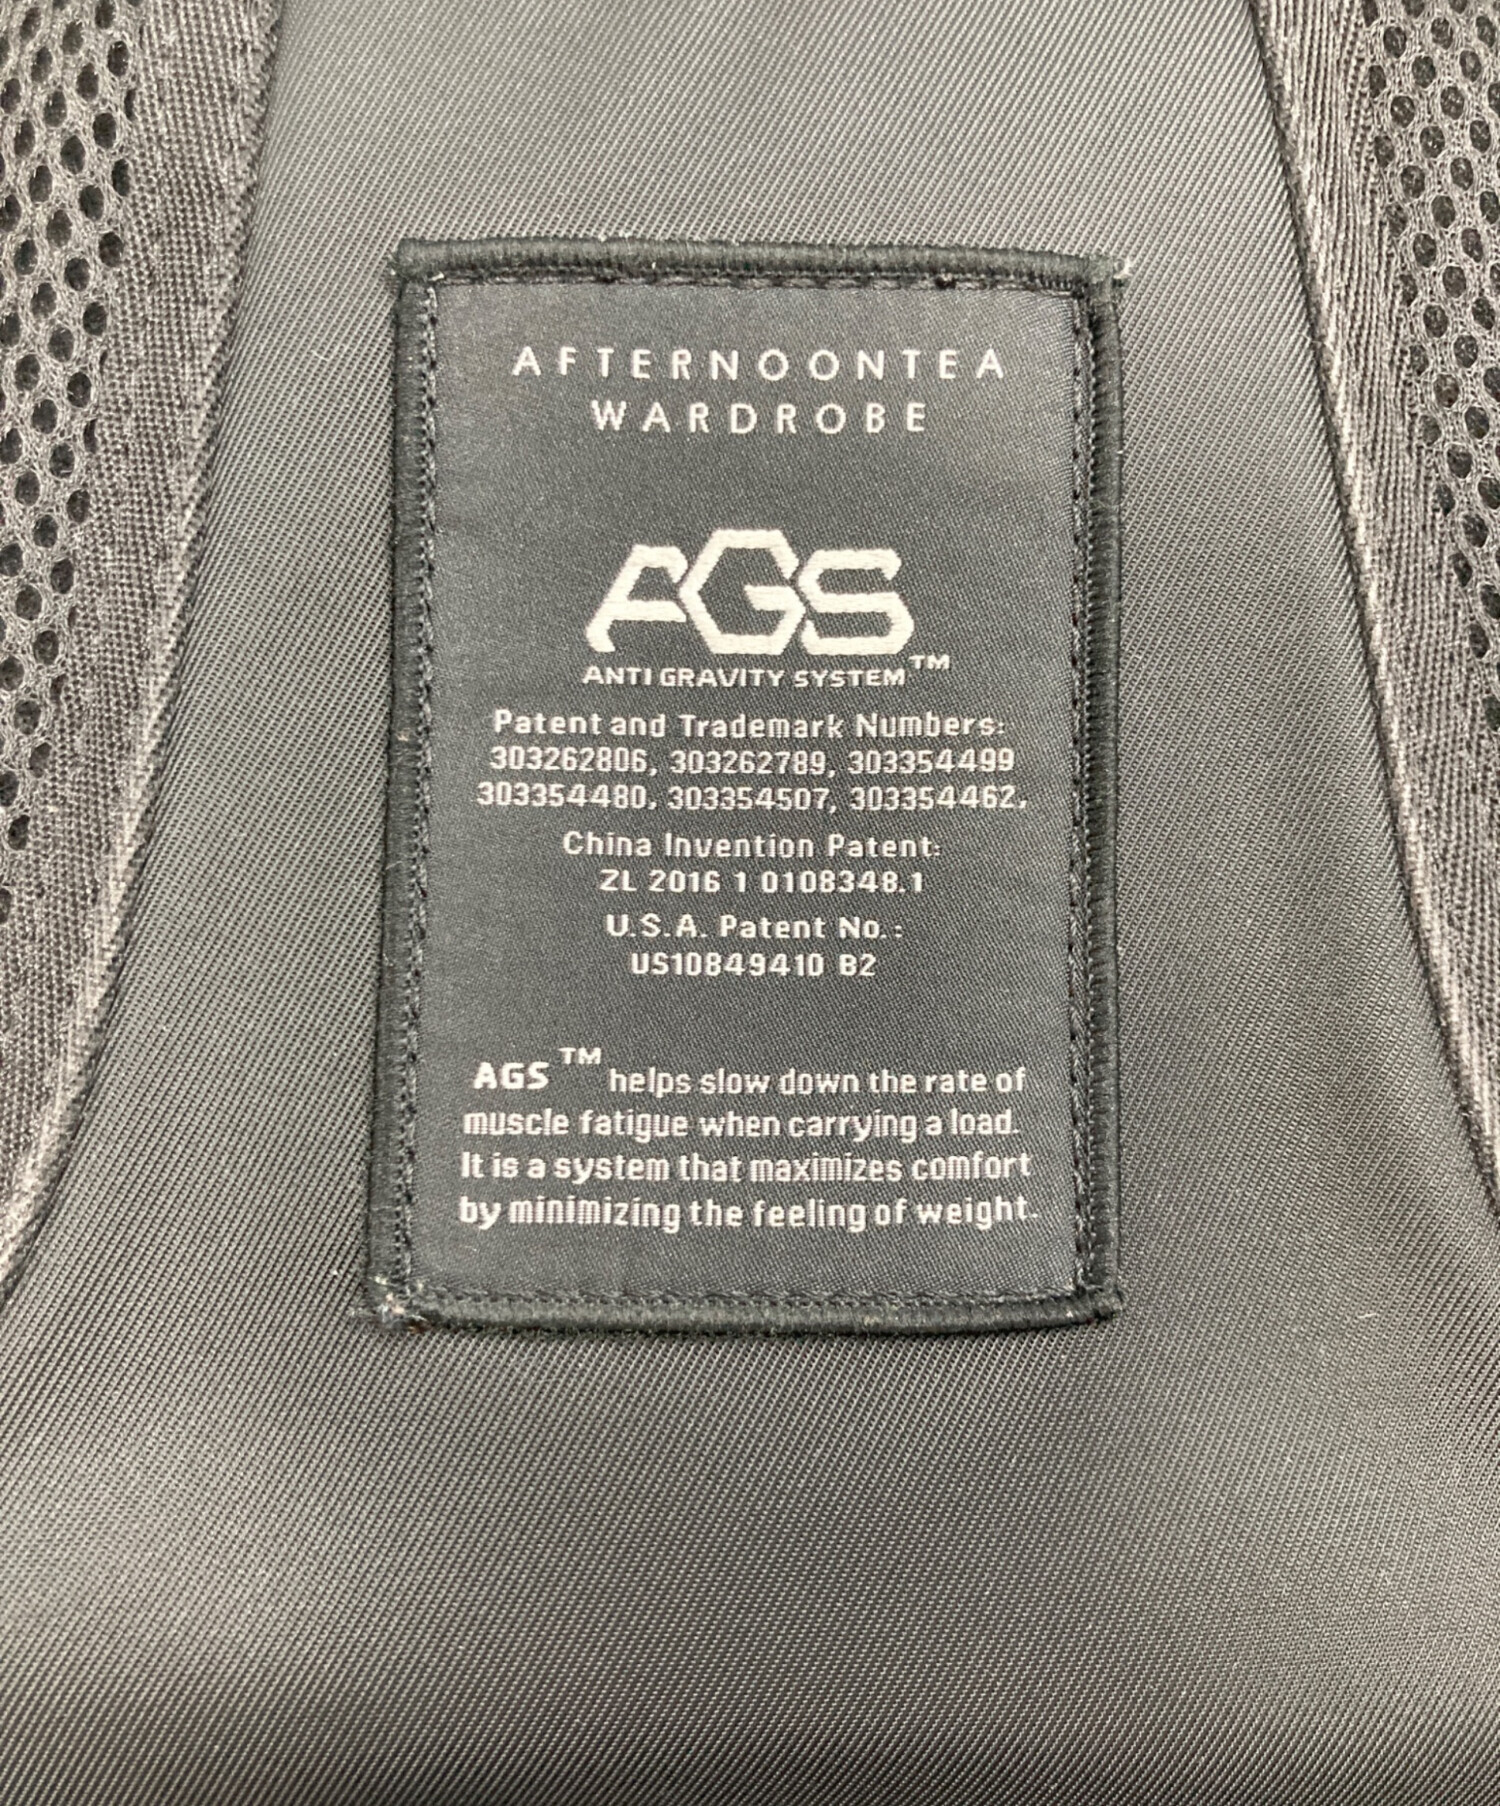 AFTERNOONTEA
WARDROBE
AGS
ANTI GRAVITY SYSTEM™
Patent and Trademark Numbers:
303262806, 303262789, 303354499
303354480, 303354507, 303354462,
China Invention Patent:
ZL 2016 1 0108348.1
U.S.A. Patent No.:
US10849410 B2
AGS™ helps slow down the rate of
muscle fatigue when carrying a load.
It is a system that maximizes comfort
by minimizing the feeling of weight.